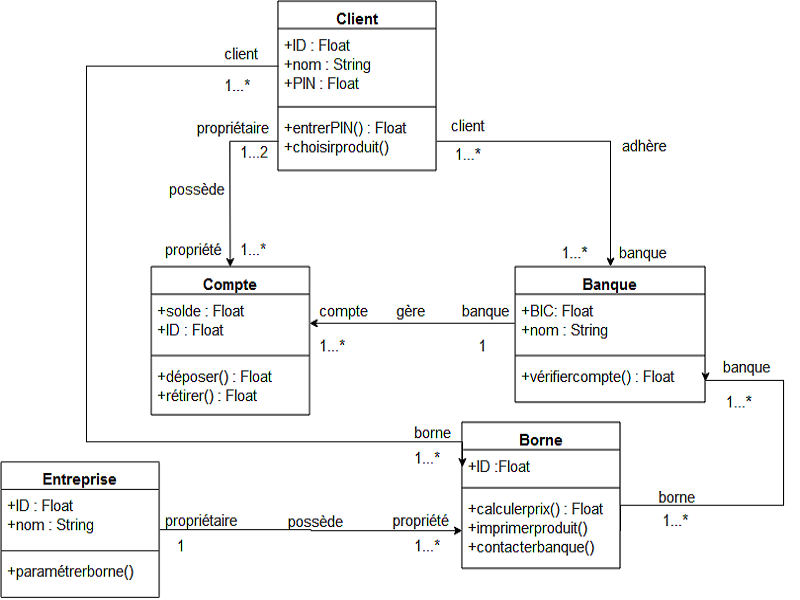 Client
+ID : Float
+nom : String
+PIN : Float
+entrerPIN() : Float
+choisirproduit()
client
1...*
propriétaire
1...2
possède
propriété
1...*
client
1...*
adhère
1...*
banque
Compte
+solde : Float
+ID : Float
+déposer() : Float
+rétirer() : Float
compte
gère
banque
1...*
1
Banque
+BIC: Float
+nom : String
+vérifiercompte() : Float
banque
1...*
borne
1...*
Borne
+ID :Float
+calculerprix() : Float
+imprimerproduit()
+contacterbanque()
borne
1...*
Entreprise
+ID : Float
+nom : String
+paramétrerborne()
propriétaire
possède
propriété
1
1...*